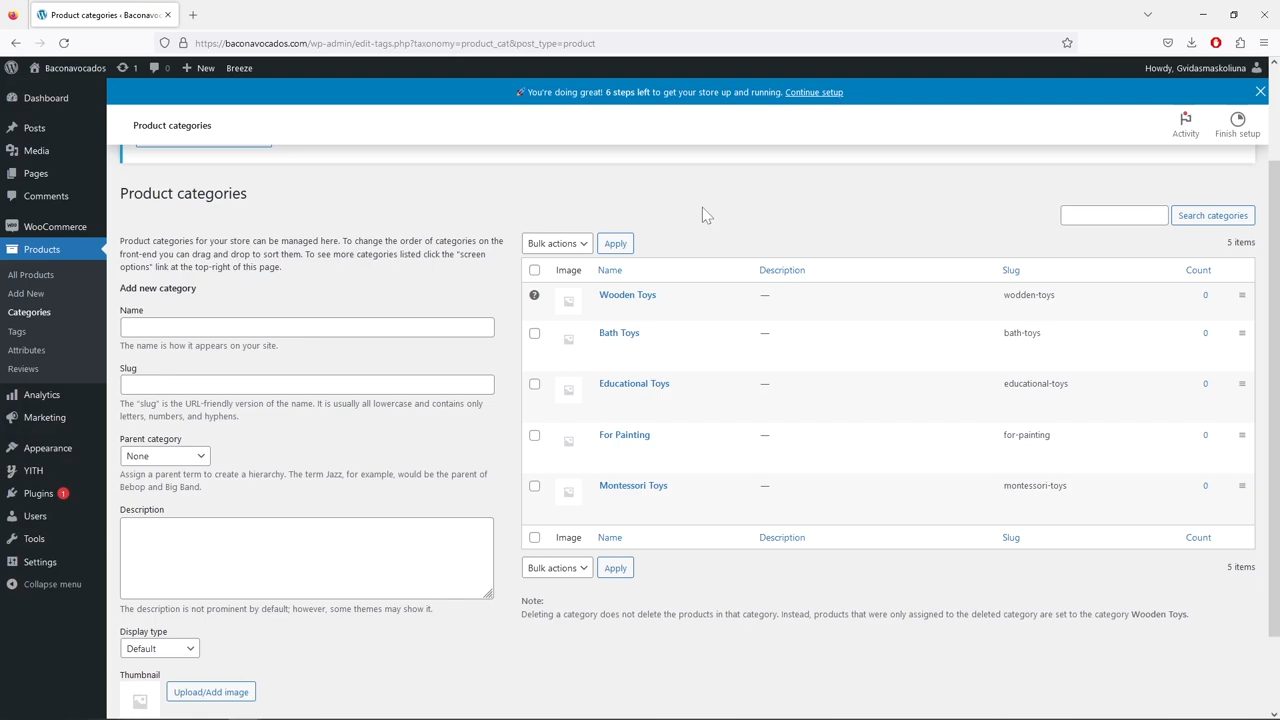 Product categories ‹ Baconavoc
https://baconavocados.com/wp-admin/edit-tags.php?taxonomy=product_cat&post_type=product
Baconavocados
1
0
New
Breeze
Howdy, Gvidasmaskoliuna
🚀 You're doing great! 6 steps left to get your store up and running. Continue setup
Dashboard
Posts
Media
Pages
Comments
WooCommerce
Products
All Products
Add New
Categories
Tags
Attributes
Reviews
Analytics
Marketing
Appearance
YITH
Plugins 1
Users
Tools
Settings
Collapse menu
Product categories
Activity
Finish setup
Product categories
Search categories
Product categories for your store can be managed here. To change the order of categories on the
front-end you can drag and drop to sort them. To see more categories listed click the "screen
options" link at the top-right of this page.
Add new category
Name
The name is how it appears on your site.
Slug
The “slug” is the URL-friendly version of the name. It is usually all lowercase and contains only
letters, numbers, and hyphens.
Parent category
None
Assign a parent term to create a hierarchy. The term Jazz, for example, would be the parent of
Bebop and Big Band.
Description
The description is not prominent by default; however, some themes may show it.
Display type
Default
Thumbnail
Upload/Add image
Bulk actions
Apply
5 items
Image Name Description Slug Count
Wooden Toys — wodden-toys 0
Bath Toys — bath-toys 0
Educational Toys — educational-toys 0
For Painting — for-painting 0
Montessori Toys — montessori-toys 0
Image Name Description Slug Count
Bulk actions
Apply
5 items
Note:
Deleting a category does not delete the products in that category. Instead, products that were only assigned to the deleted category are set to the category Wooden Toys.